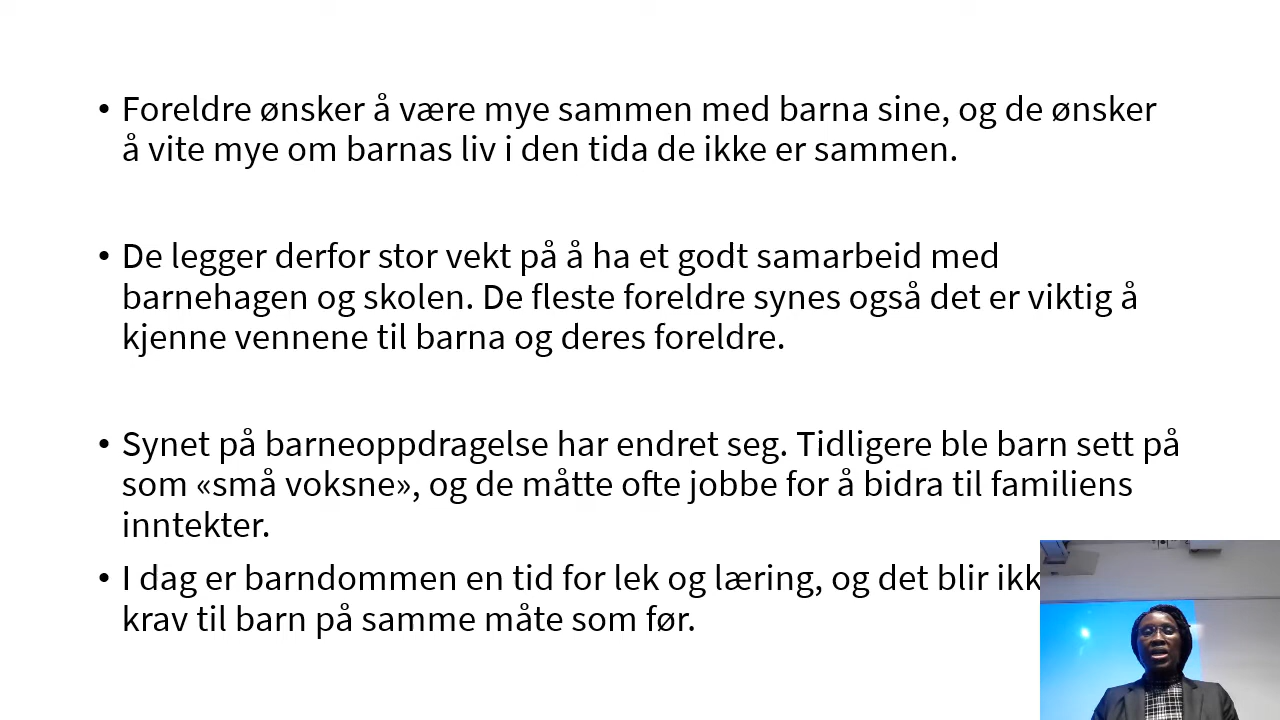 • Foreldre ønsker å være mye sammen med barna sine, og de ønsker
å vite mye om barnas liv i den tida de ikke er sammen.
• De legger derfor stor vekt på å ha et godt samarbeid med
barnehagen og skolen. De fleste foreldre synes også det er viktig å
kjenne vennene til barna og deres foreldre.
• Synet på barneoppdragelse har endret seg. Tidligere ble barn sett på
som «små voksne», og de måtte ofte jobbe for å bidra til familiens
inntekter.
• I dag er barndommen en tid for lek og læring, og det blir
krav til barn på samme måte som før.